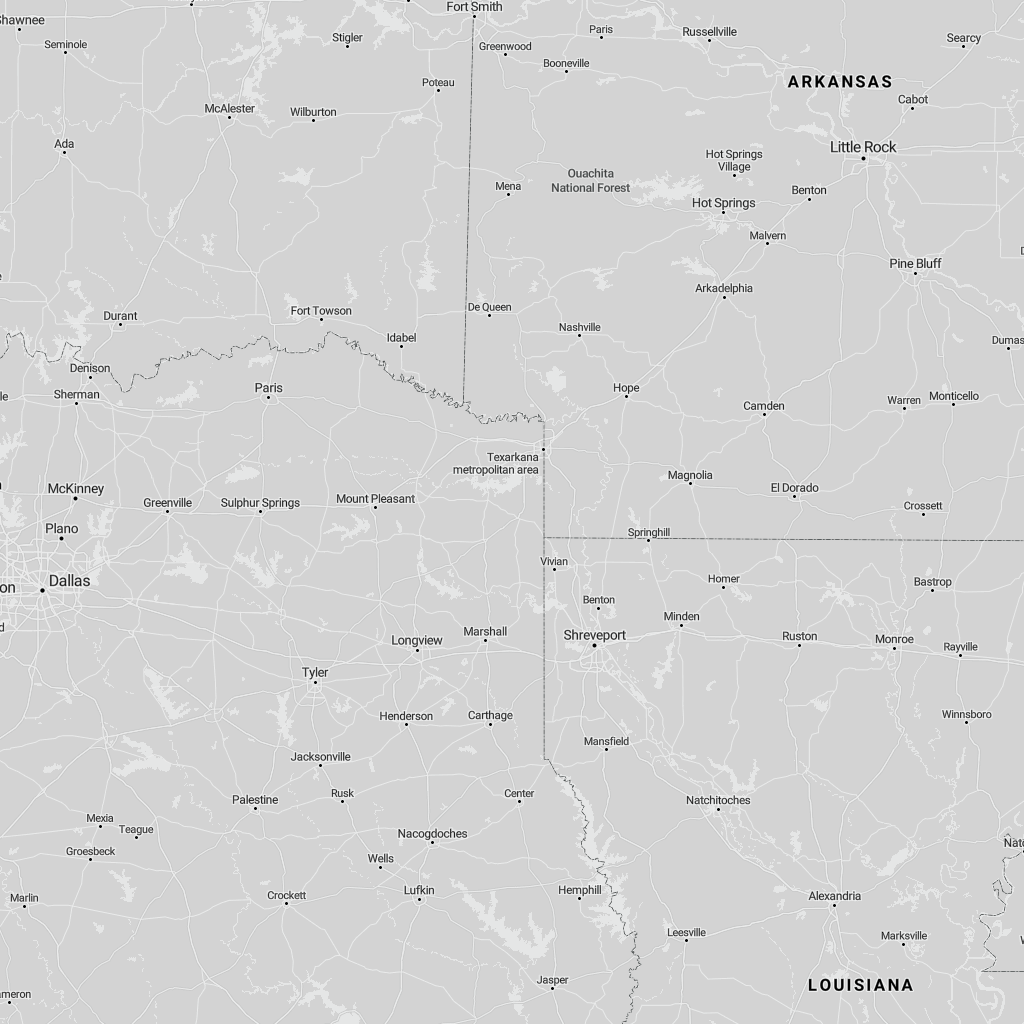 Fort Smith
Shawnee
Seminole
Stigler
Greenwood
Paris
Russellville
Searcy
Booneville
Poteau
ARKANSAS
McAlester
Wilburton
Cabot
Ada
Little Rock
Hot Springs
Village
Ouachita
National Forest
Mena
Benton
Hot Springs
Malvern
Pine Bluff
Arkadelphia
De Queen
Fort Towson
Durant
Nashville
Idabel
Dumas
Denison
Paris
Hope
Sherman
Camden
Warren
Monticello
Texarkana
metropolitan area
Magnolia
McKinney
El Dorado
Greenville
Sulphur Springs
Mount Pleasant
Crossett
Plano
Springhill
Vivian
Dallas
Homer
Bastrop
Benton
Minden
Longview
Marshall
Shreveport
Ruston
Monroe
Rayville
Tyler
Henderson
Carthage
Winnsboro
Mansfield
Jacksonville
Palestine
Rusk
Center
Natchitoches
Mexia
Teague
Nacogdoches
Groesbeck
Wells
Marlin
Crockett
Lufkin
Hemphill
Alexandria
Leesville
Marksville
Jasper
LOUISIANA